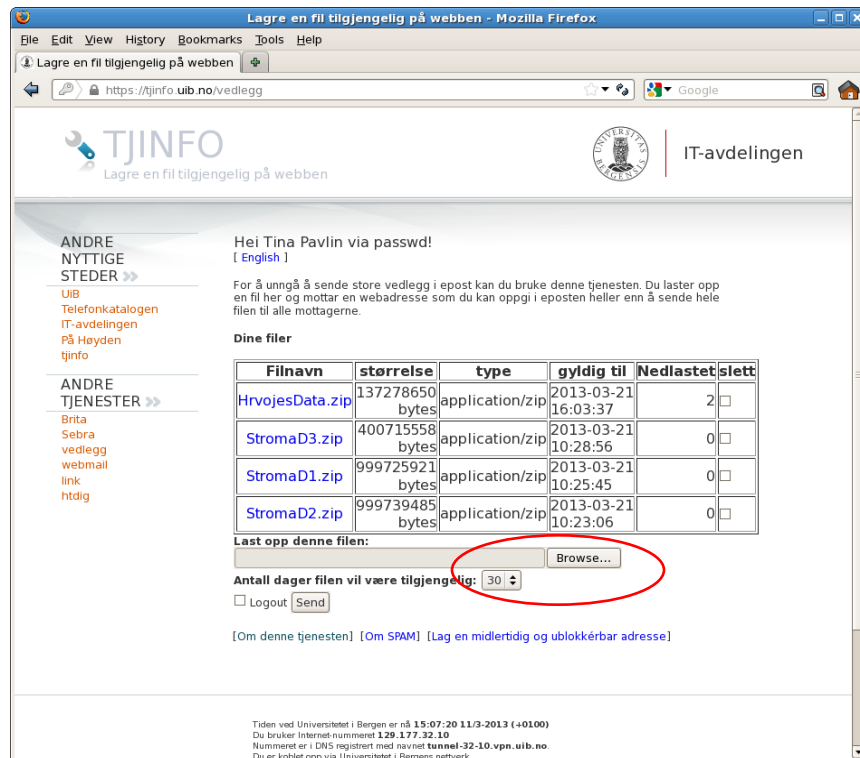 Lagre en fil tilgjengelig på webben - Mozilla Firefox
File Edit View History Bookmarks Tools Help
Lagre en fil tilgjengelig på webben
https://tjinfo.uib.no/vedlegg
Google
TJINFO
Lagre en fil tilgjengelig på webben
UNIVERSITAS BERGENSIS
IT-avdelingen
ANDRE
NYTTIGE
STEDER >>
UiB
Telefonkatalogen
IT-avdelingen
På Høyden
tjinfo
ANDRE
TJENESTER >>
Brita
Sebra
vedlegg
webmail
link
htdig
Hei Tina Pavlin via passwd!
[ English ]
For å unngå å sende store vedlegg i epost kan du bruke denne tjenesten. Du laster opp
en fil her og mottar en webadresse som du kan oppgi i eposten heller enn å sende hele
filen til alle mottagerne.
Dine filer
Filnavn størrelse type gyldig til Nedlastet slett
HrvojesData.zip 137278650 bytes application/zip 2013-03-21 16:03:37 2
StromaD3.zip 400715558 bytes application/zip 2013-03-21 10:28:56 0
StromaD1.zip 999725921 bytes application/zip 2013-03-21 10:25:45 0
StromaD2.zip 999739485 bytes application/zip 2013-03-21 10:23:06 0
Last opp denne filen:
Browse...
Antall dager filen vil være tilgjengelig: 30
Logout Send
[Om denne tjenesten] [Om SPAM] [Lag en midlertidig og ublokkérbar adresse]
Tiden ved Universitetet i Bergen er nå 15:07:20 11/3-2013 (+0100)
Du bruker Internet-nummeret 129.177.32.10
Nummeret er i DNS registrert med navnet tunnel-32-10.vpn.uib.no.
Du er koblet opp via Universitetet i Bergens nettverk